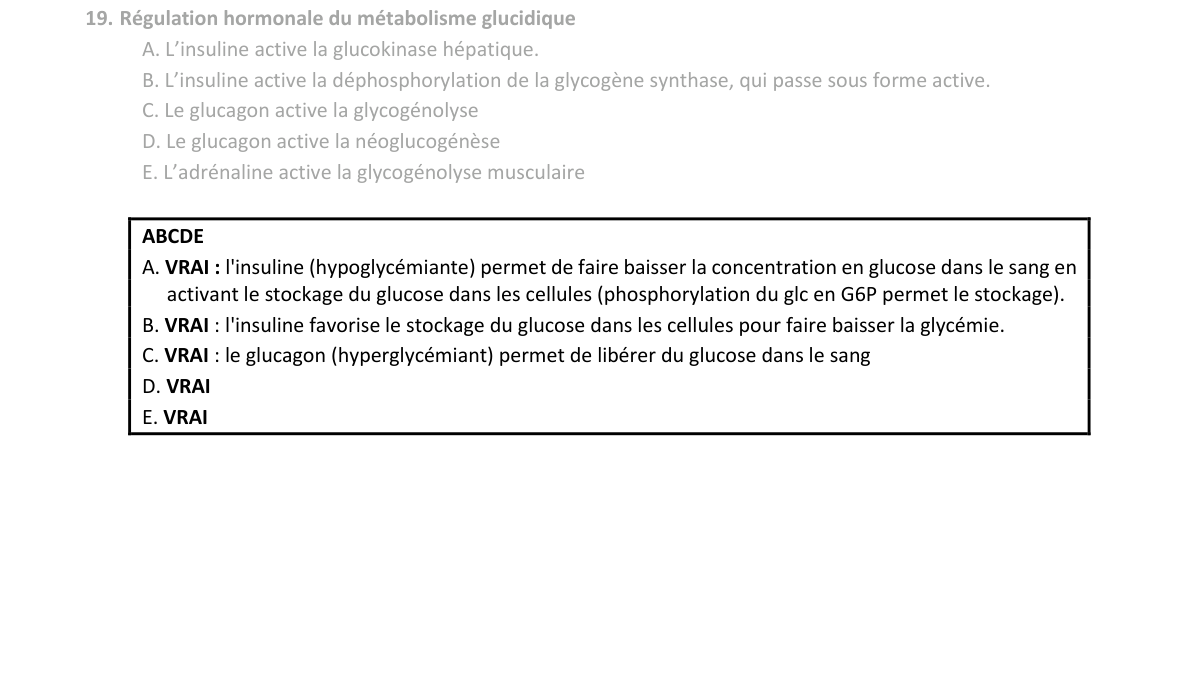 19. Régulation hormonale du métabolisme glucidique
A. L’insuline active la glucokinase hépatique.
B. L’insuline active la déphosphorylation de la glycogène synthase, qui passe sous forme active.
C. Le glucagon active la glycogénolyse
D. Le glucagon active la néoglucogénèse
E. L’adrénaline active la glycogénolyse musculaire
ABCDE
A. VRAI : l'insuline (hypoglycémiante) permet de faire baisser la concentration en glucose dans le sang en
activant le stockage du glucose dans les cellules (phosphorylation du glc en G6P permet le stockage).
B. VRAI : l'insuline favorise le stockage du glucose dans les cellules pour faire baisser la glycémie.
C. VRAI : le glucagon (hyperglycémiant) permet de libérer du glucose dans le sang
D. VRAI
E. VRAI